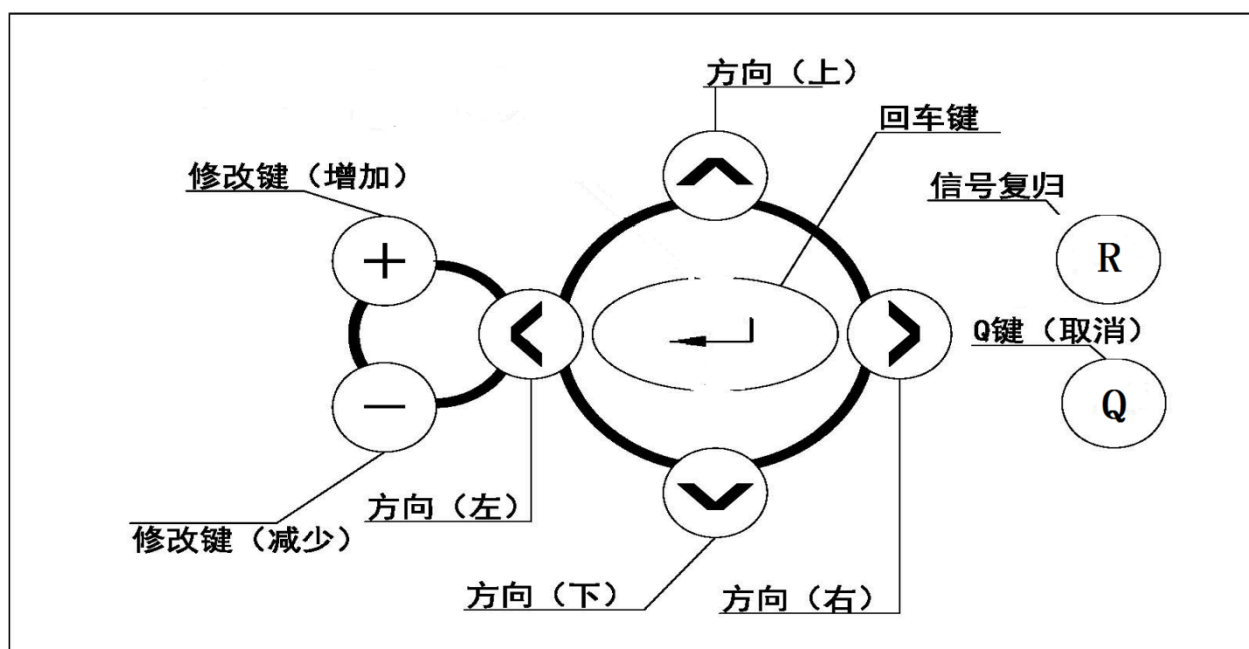 方向（上）
回车键
修改键（增加）
信号复归
+
R
Q键（取消）
−
Q
方向（左）
修改键（减少）
方向（下）
方向（右）